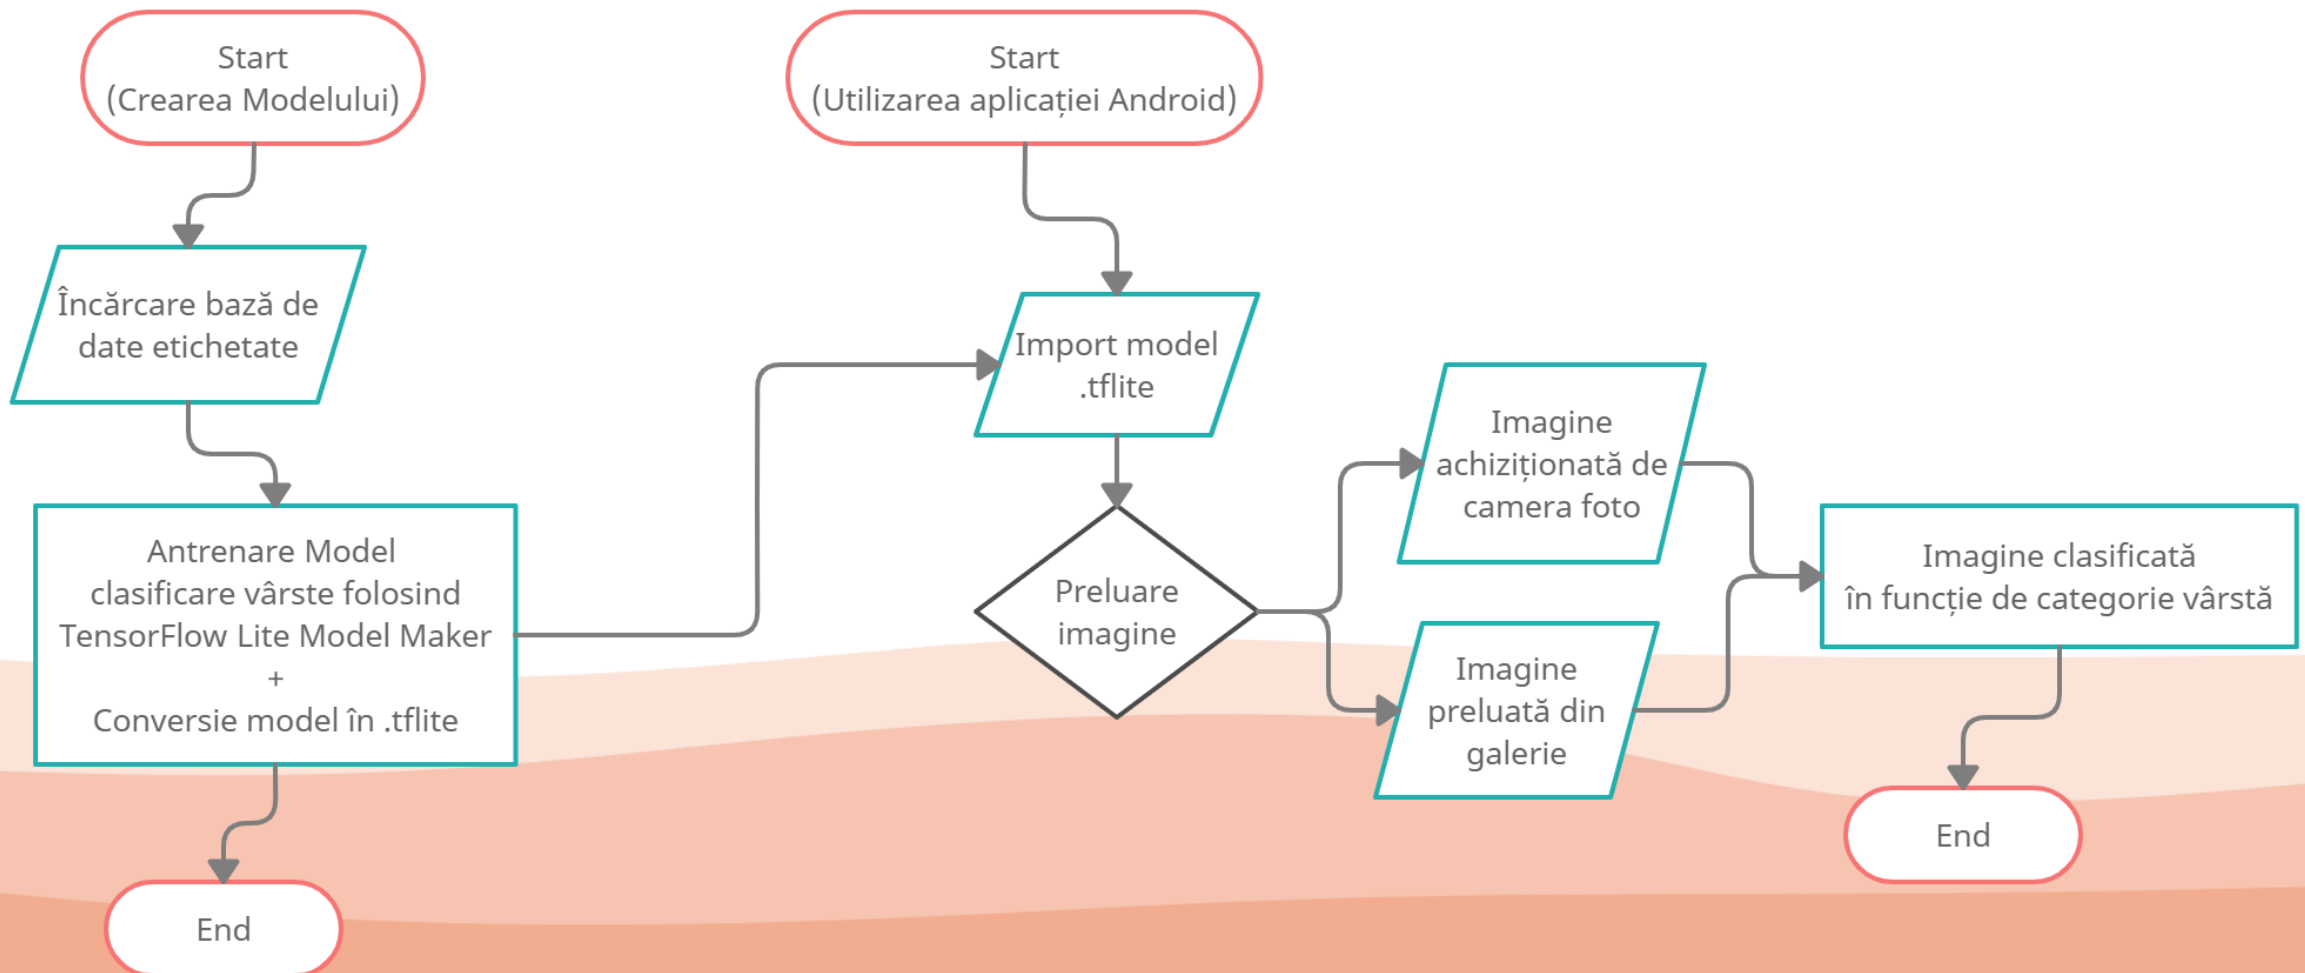 Start
(Crearea Modelului)
Încărcare bază de
date etichetate
Antrenare Model
clasificare vârste folosind
TensorFlow Lite Model Maker
+
Conversie model în .tflite
End
Start
(Utilizarea aplicației Android)
Import model
.tflite
Preluare
imagine
Imagine
achiziționată de
camera foto
Imagine
preluată din
galerie
Imagine clasificată
în funcție de categorie vârstă
End